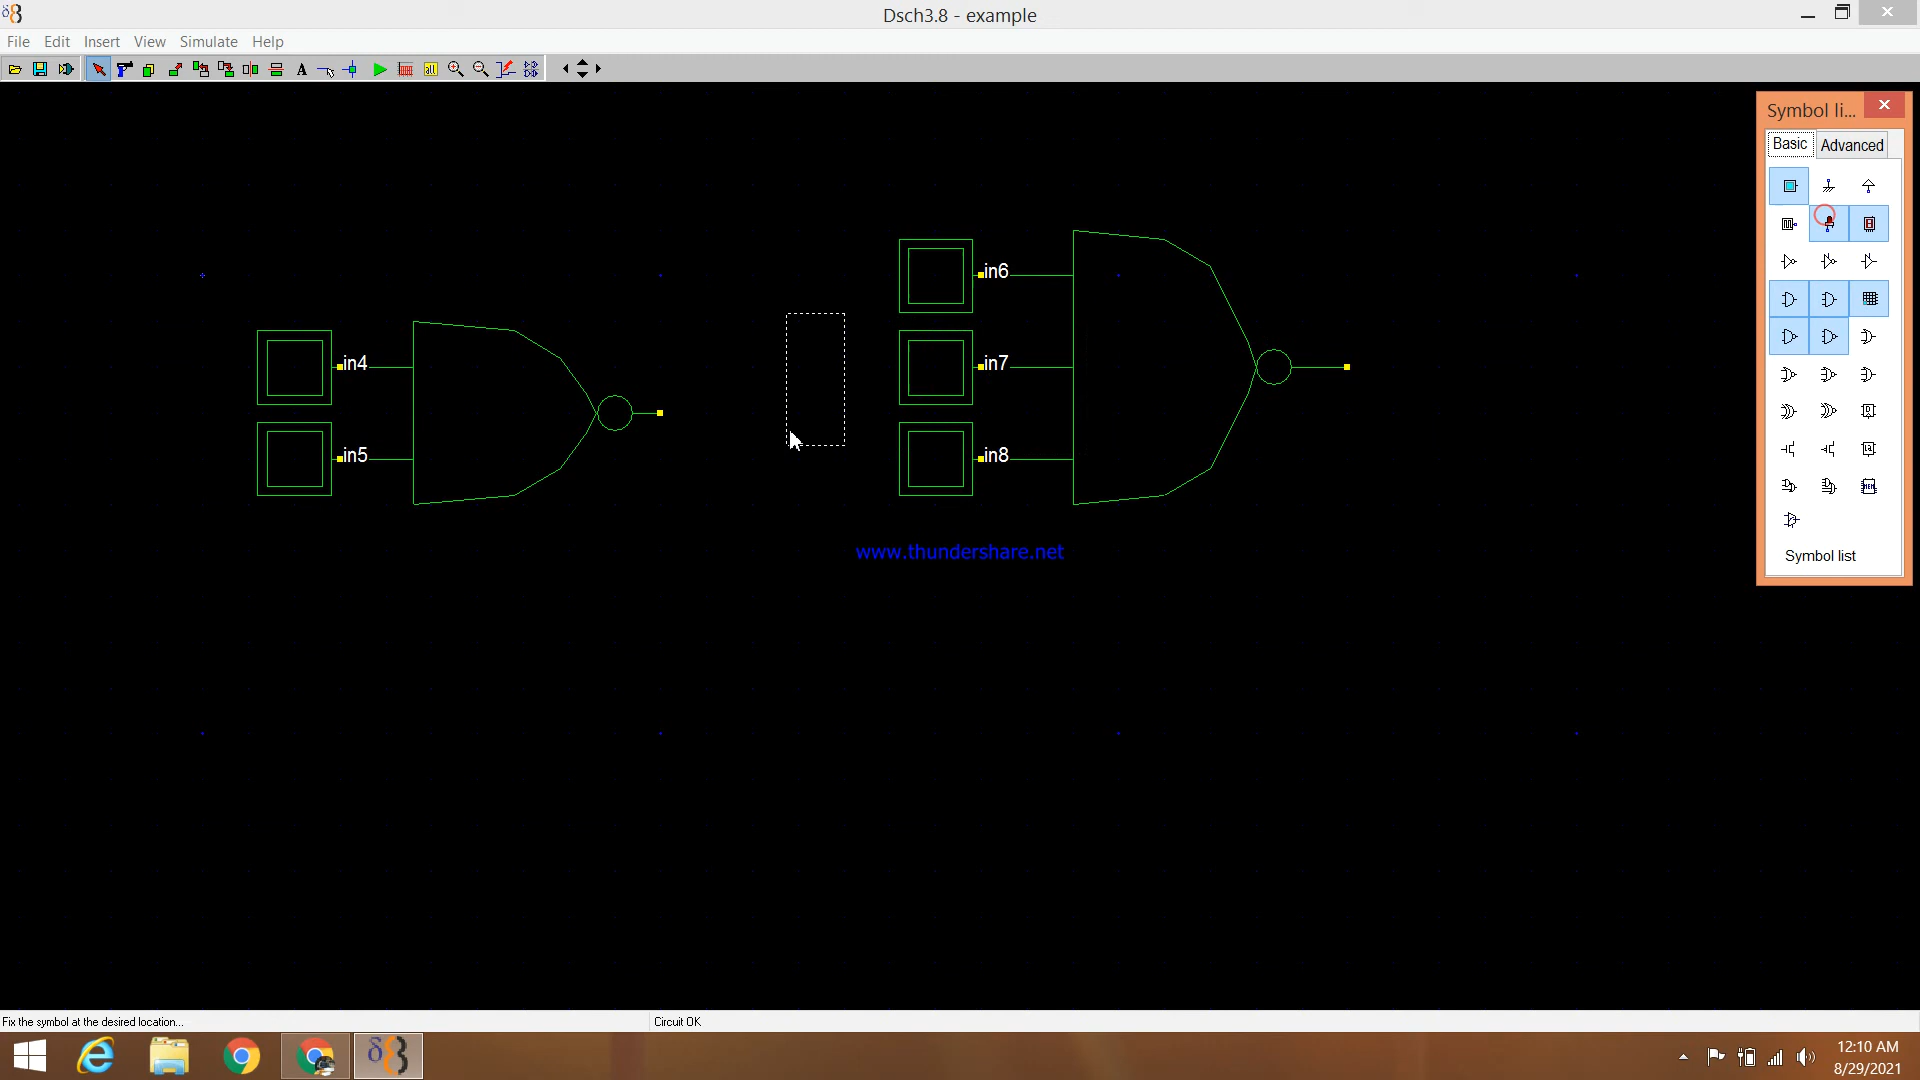 Dsch3.8 - example
File Edit Insert View Simulate Help
A
all
Symbol li...
Basic Advanced
in6
in4
in7
in5
in8
www.thundershare.net
D
MEM
Symbol list
Fix the symbol at the desired location... Circuit OK
12:10 AM
8/29/2021